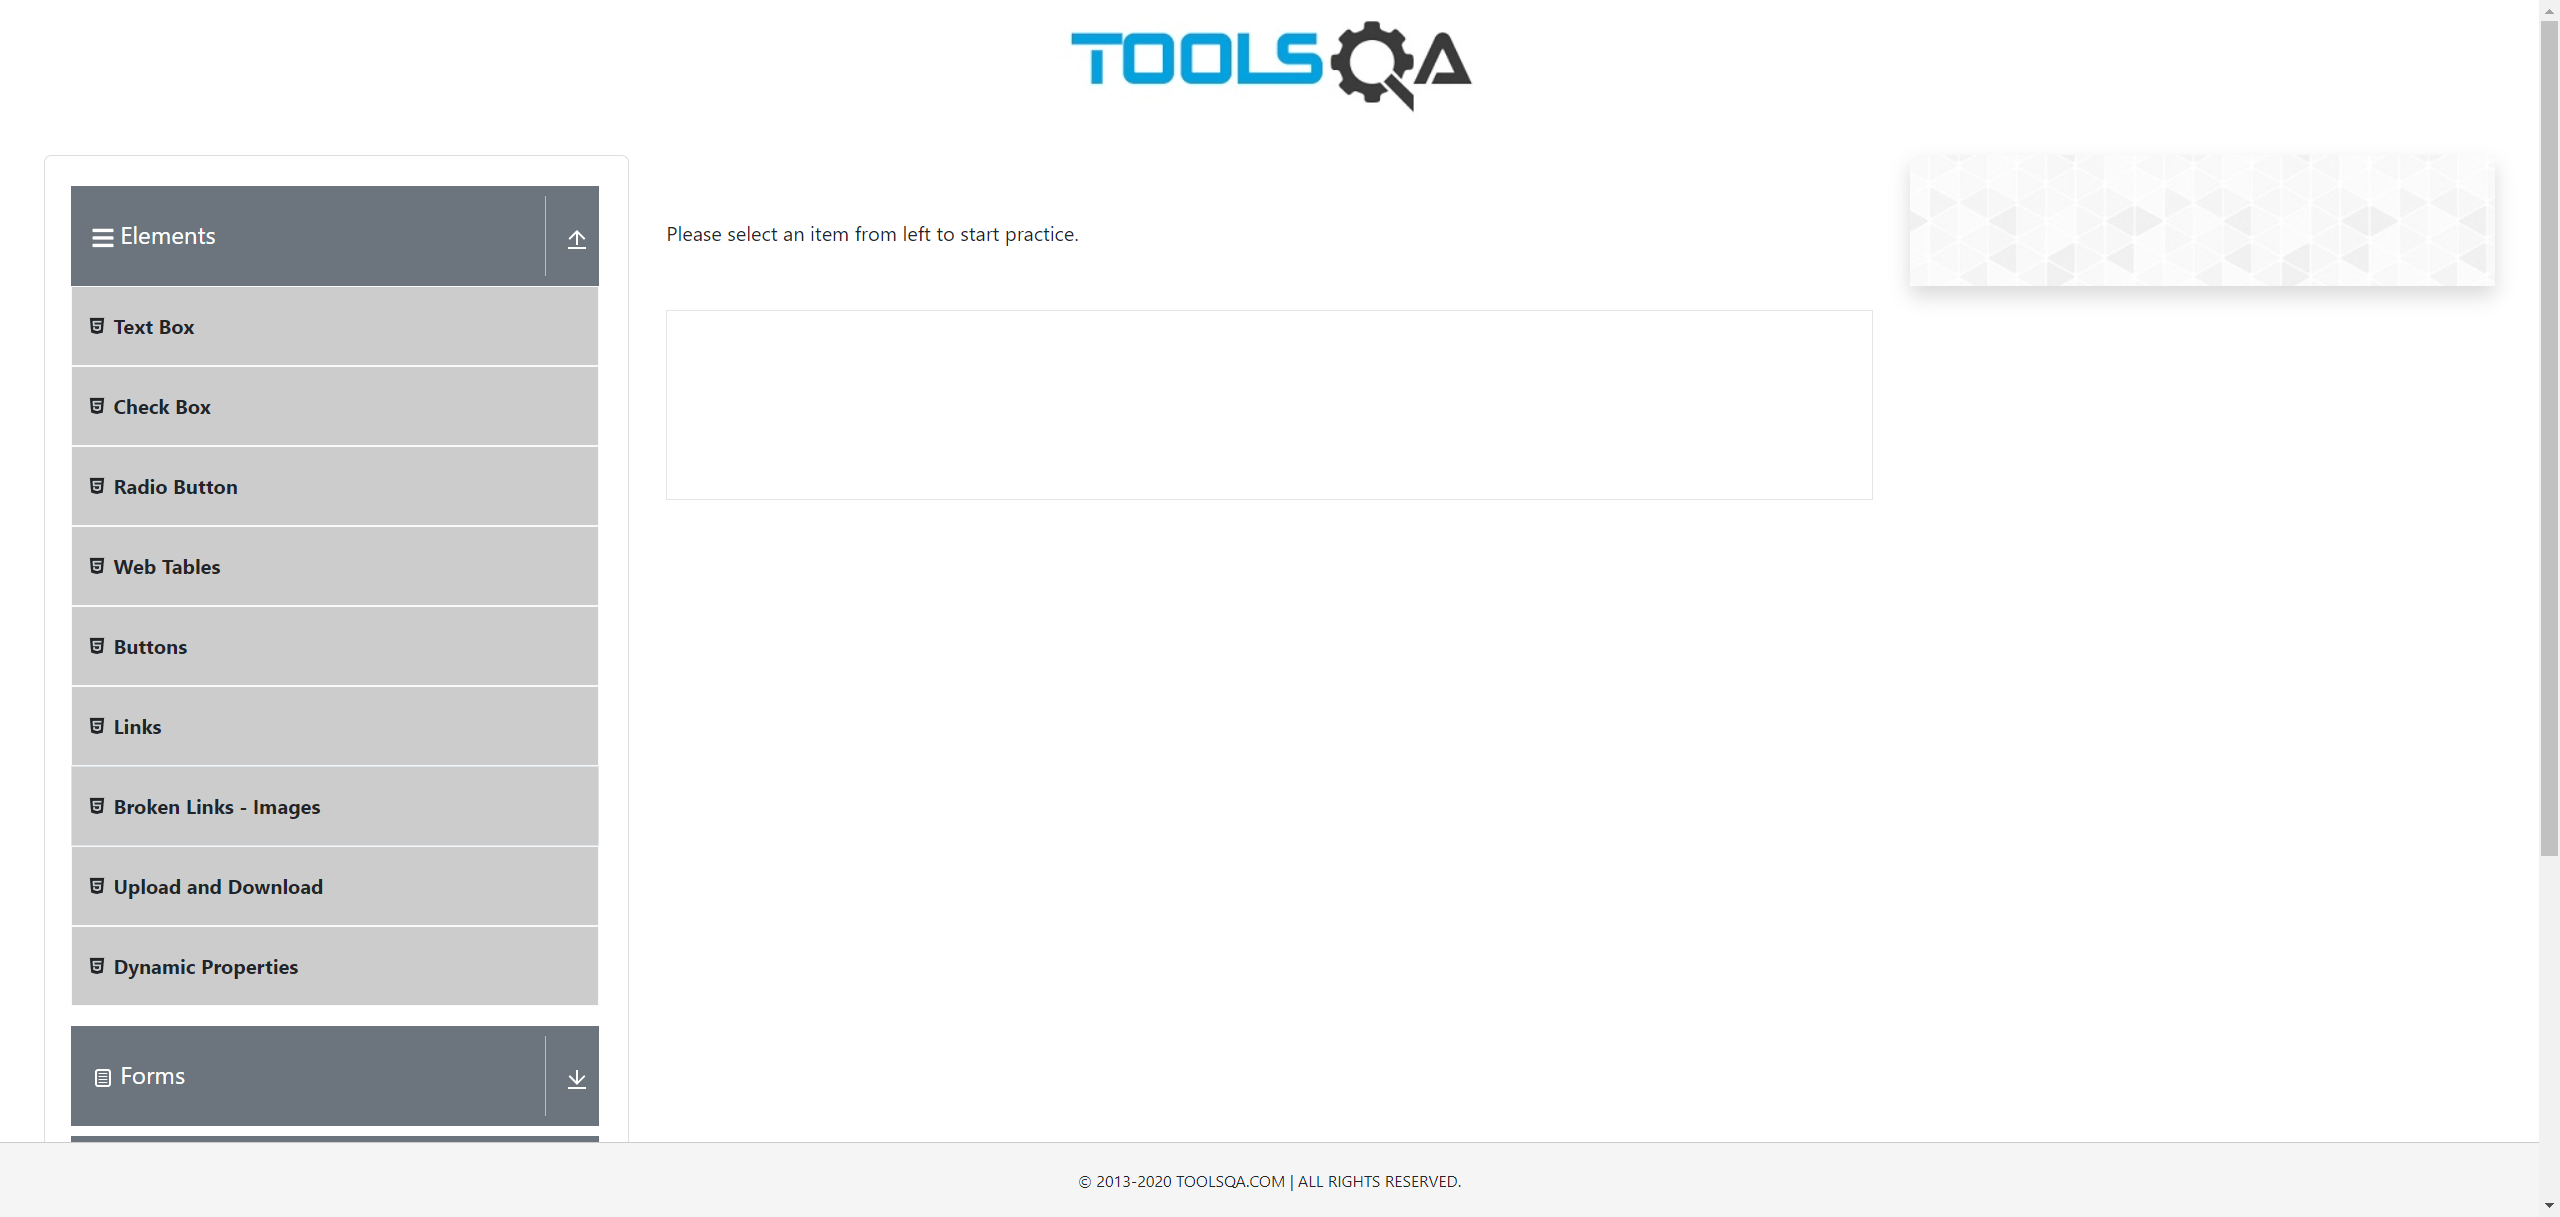 TOOLSQA
Elements
Please select an item from left to start practice.
Text Box
Check Box
Radio Button
Web Tables
Buttons
Links
Broken Links - Images
Upload and Download
Dynamic Properties
Forms
© 2013-2020 TOOLSQA.COM | ALL RIGHTS RESERVED.